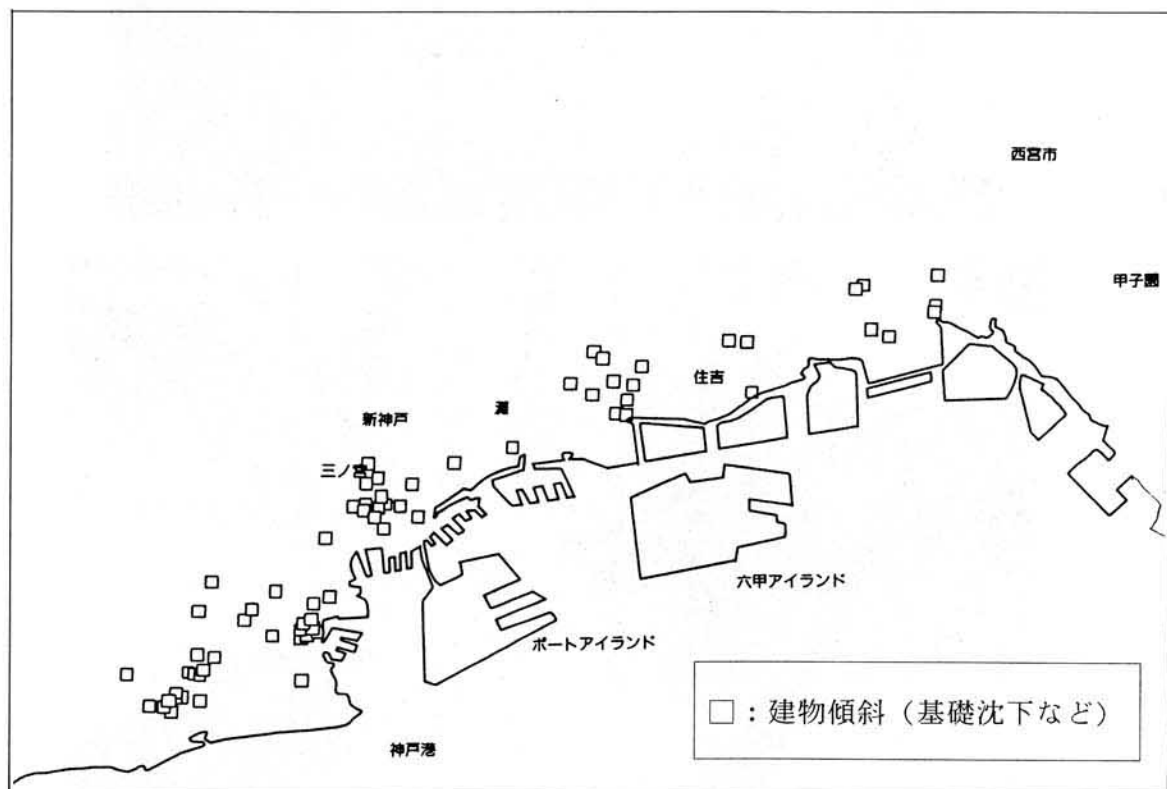 西宮市
甲子園
住吉
灘
新神戸
三ノ宮
六甲アイランド
ポートアイランド
神戸港
□：建物傾斜（基礎沈下など）